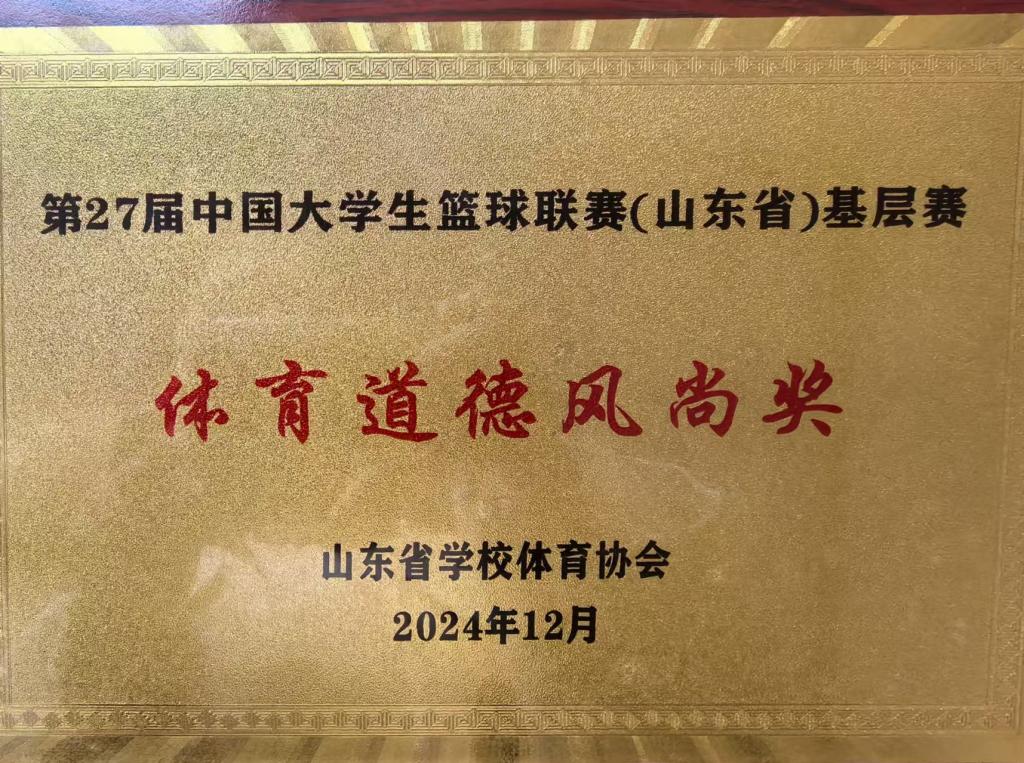 第27届中国大学生篮球联赛(山东省)基层赛
体育道德风尚奖
山东省学校体育协会
2024年12月